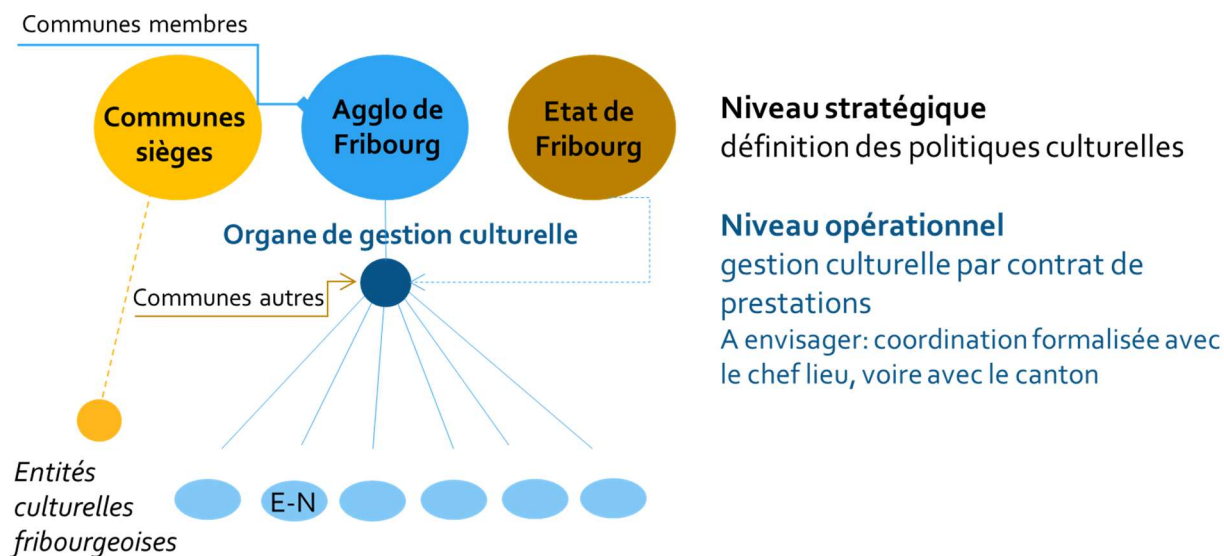 Communes membres
Communes
sièges
Agglo de
Fribourg
Etat de
Fribourg
Niveau stratégique
définition des politiques culturelles
Organe de gestion culturelle
Communes autres
Niveau opérationnel
gestion culturelle par contrat de
prestations
A envisager: coordination formalisée avec
le chef lieu, voire avec le canton
Entités
culturelles
fribourgeoises
E-N